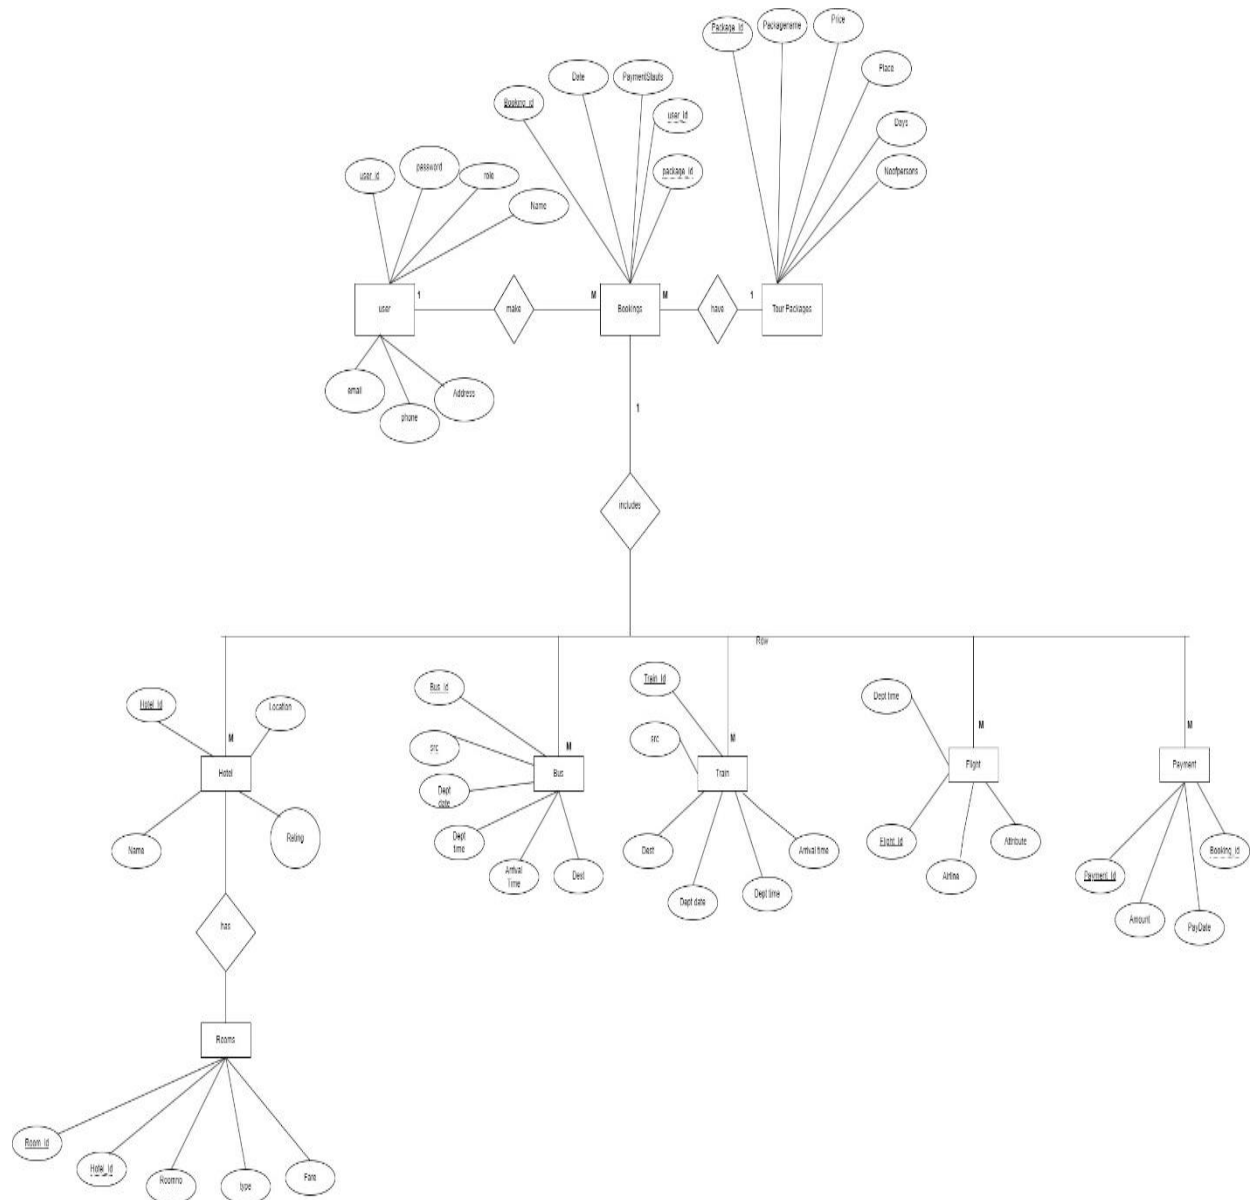 Package_Id
Packagename
Price
Place
Days
Noofpersons
Date
PaymentStauts
Booking_id
user_id
package_id
user_id
password
role
Name
user
1
make
M
Bookings
M
have
1
Tour Packages
email
phone
Address
1
includes
Row
Hotel_Id
Location
M
Hotel
Name
Rating
Bus_Id
src
M
Bus
Dept
date
Dept
time
Arrival
Time
Dest
Train_Id
src
M
Train
Dest
Dept date
Dept time
Arrival time
Dept time
M
Flight
Flight_Id
Airline
Attribute
M
Payment
Payment_Id
Amount
PayDate
Booking_id
has
Rooms
Room_Id
Hotel_Id
Roomno
type
Fare